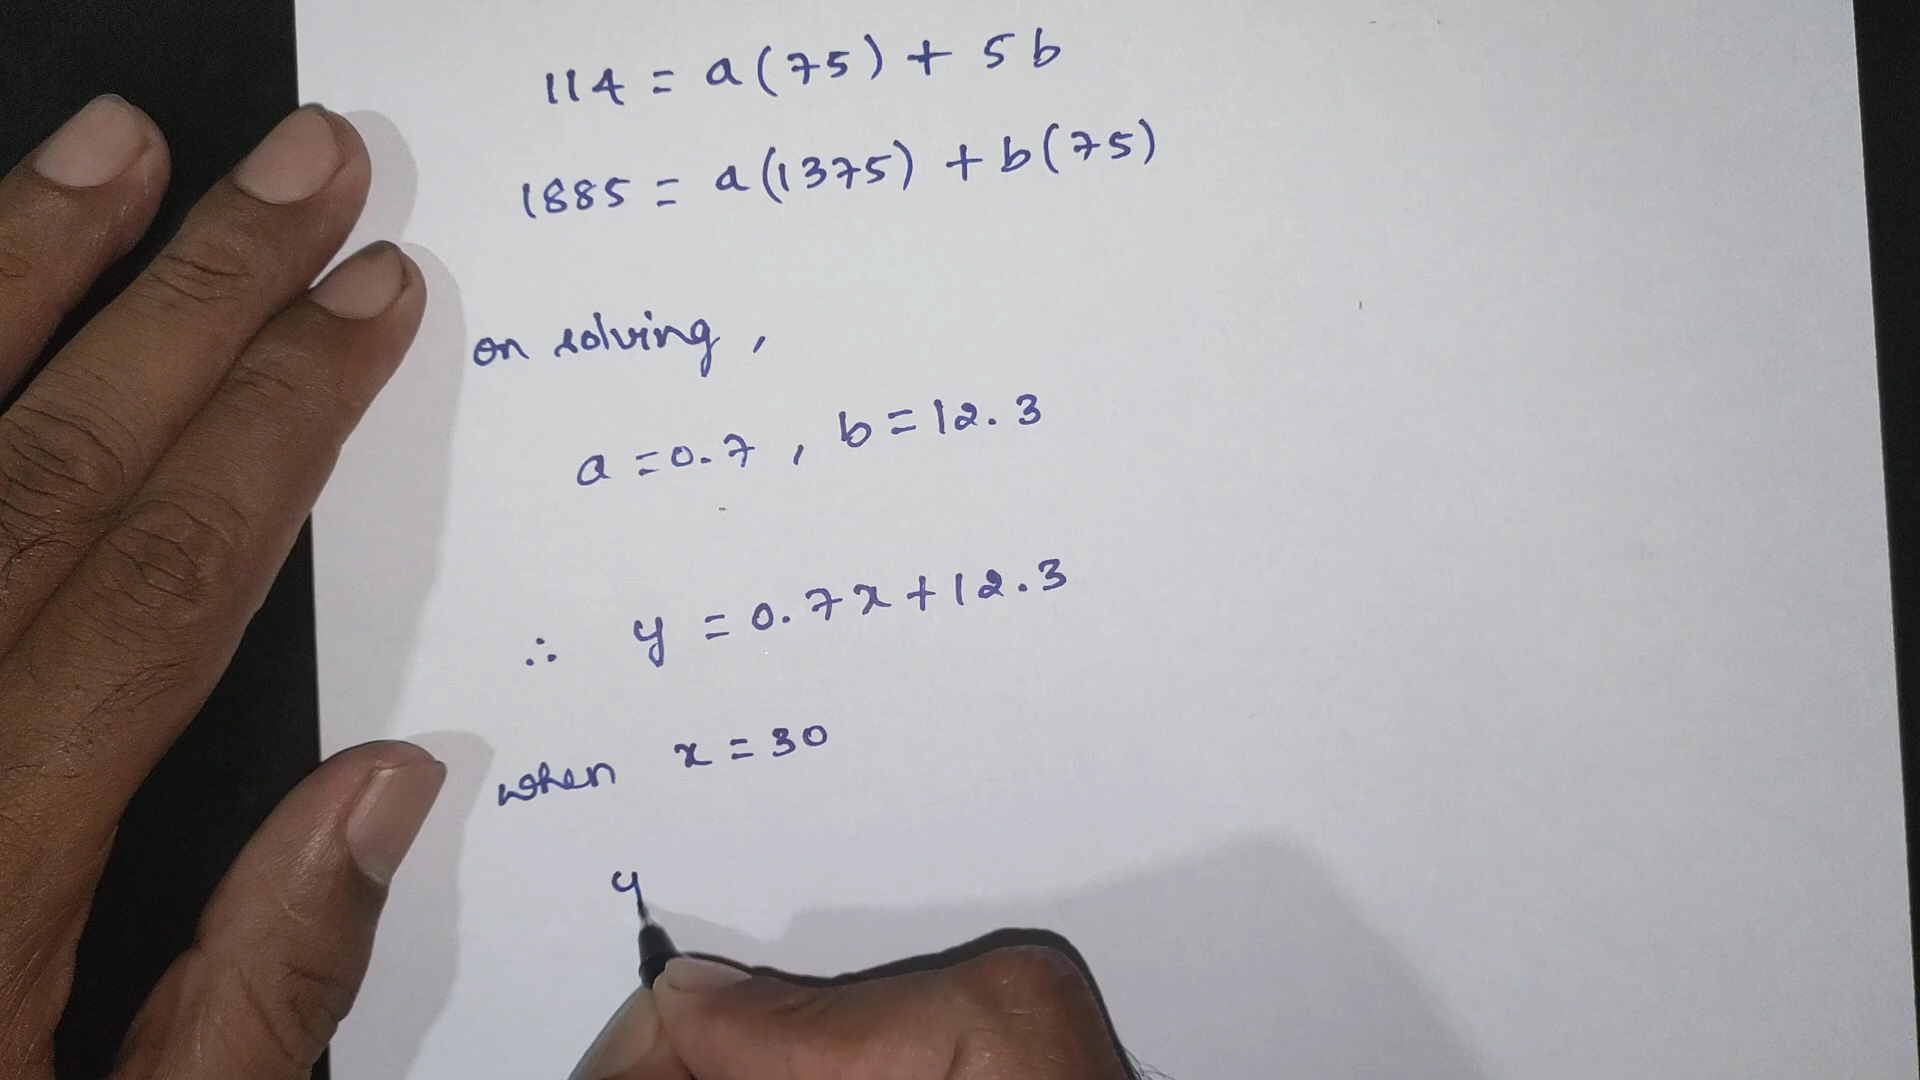 114 = a(75) + 5b
1885 = a(1375) + b(75)
on solving,
a = 0.7, b = 12.3
∴ y = 0.7x + 12.3
when x = 30
y